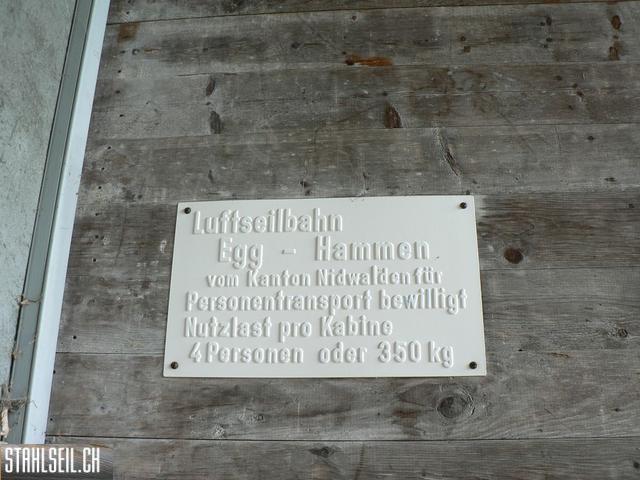 Luftseilbahn
Egg - Hammen
vom Kanton Nidwalden für
Personentransport bewilligt
Nutzlast pro Kabine
4 Personen oder 350 kg
STAHLSEIL.CH